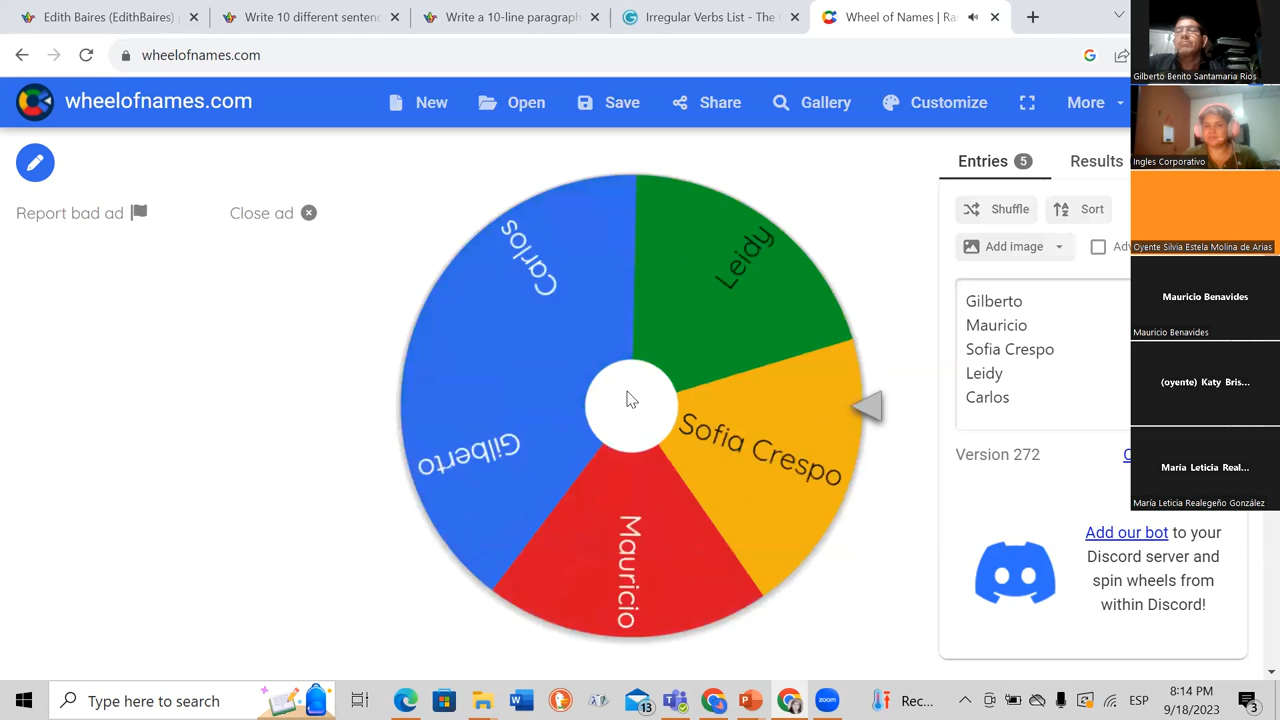 Edith Baires (EdithBaires)
Write 10 different sentenc
Write a 10-line paragraph
Irregular Verbs List - The
Wheel of Names | Ra
wheelofnames.com
wheelofnames.com
New
Open
Save
Share
Gallery
Customize
More
Report bad ad
Close ad
Entries 5
Results
Shuffle
Sort
Add image
Gilberto
Mauricio
Sofia Crespo
Leidy
Carlos
Version 272
Add our bot to your
Discord server and
spin wheels from
within Discord!
Carlos
Leidy
Sofia Crespo
Mauricio
Gilberto
Gilberto Benito Santamaria Rios
Ingles Corporativo
Oyente Silvia Estela Molina de Arias
Mauricio Benavides
Mauricio Benavides
(oyente) Katy Bris...
María Leticia Real...
María Leticia Realegeño González
Type here to search
13
zoom
Rec...
ESP
8:14 PM
9/18/2023
3